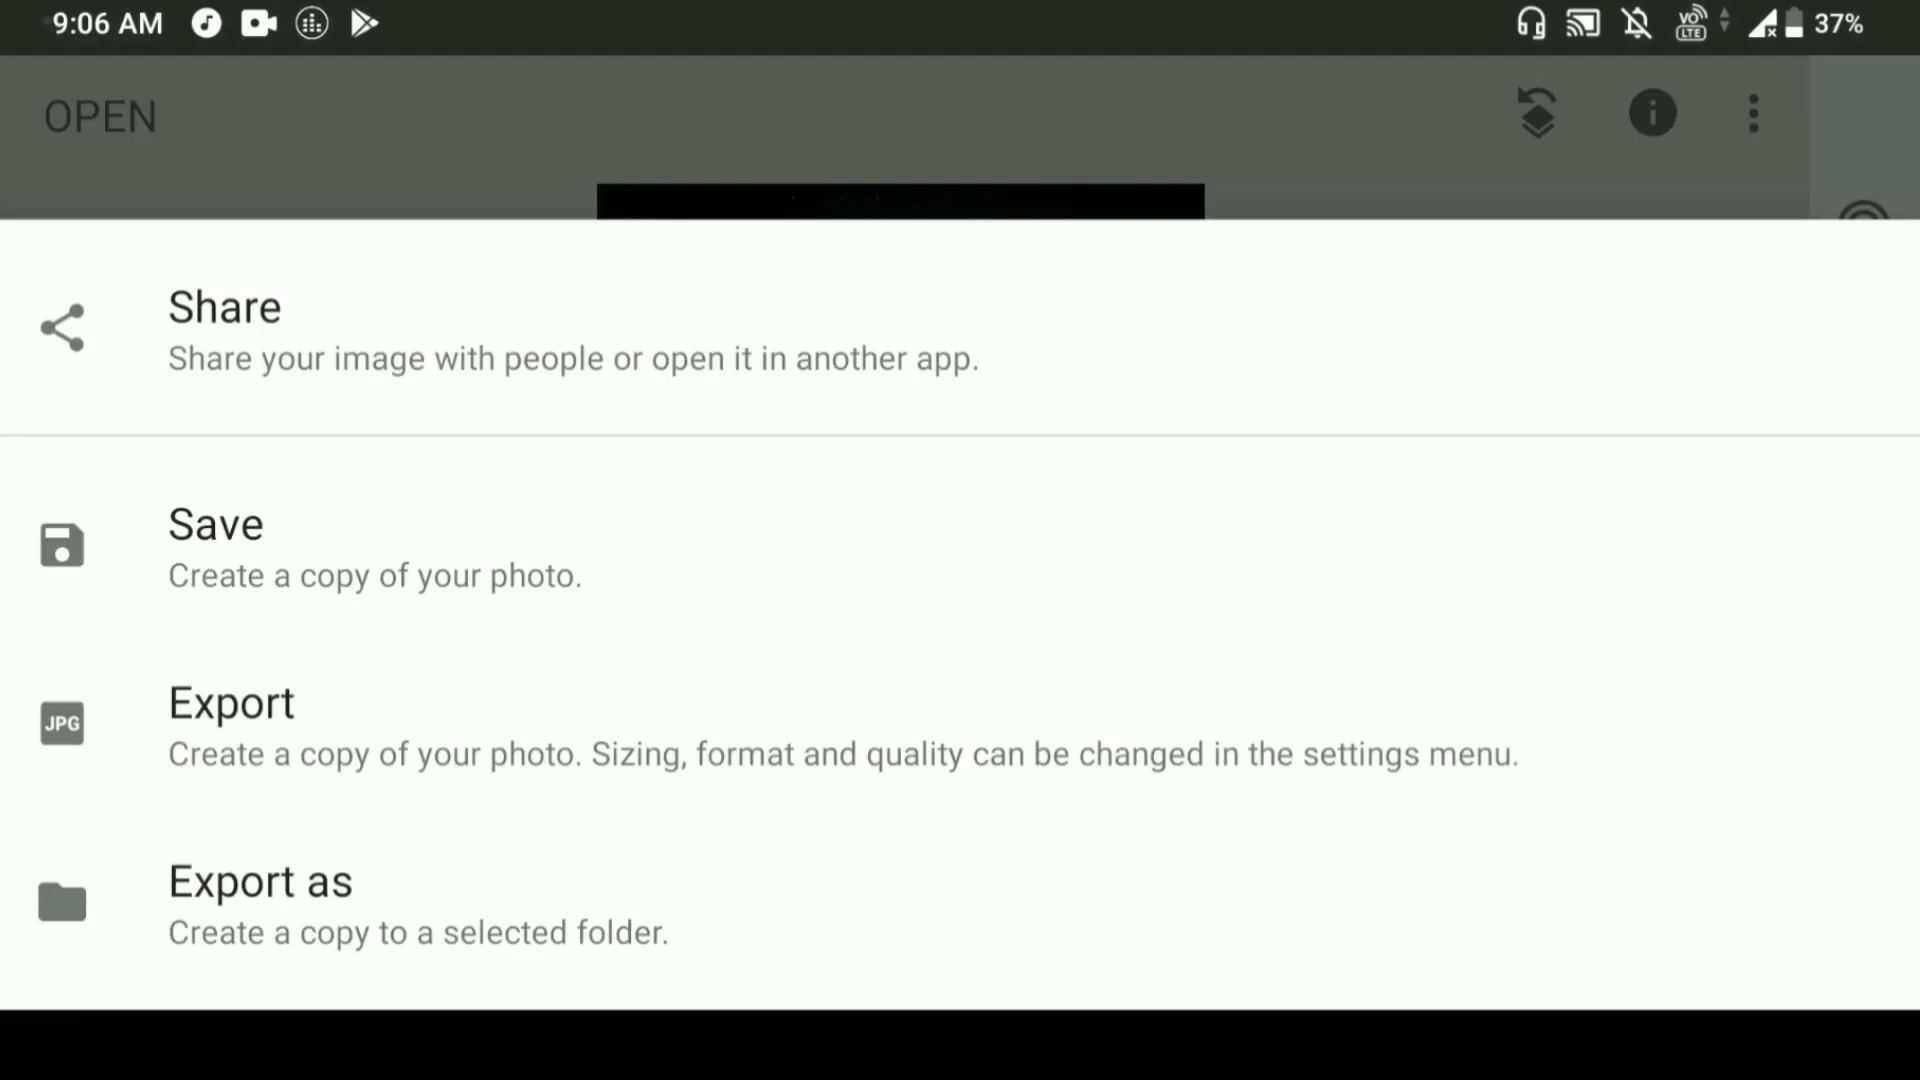 9:06 AM
VO LTE
37%
OPEN
Share
Share your image with people or open it in another app.
Save
Create a copy of your photo.
JPG
Export
Create a copy of your photo. Sizing, format and quality can be changed in the settings menu.
Export as
Create a copy to a selected folder.